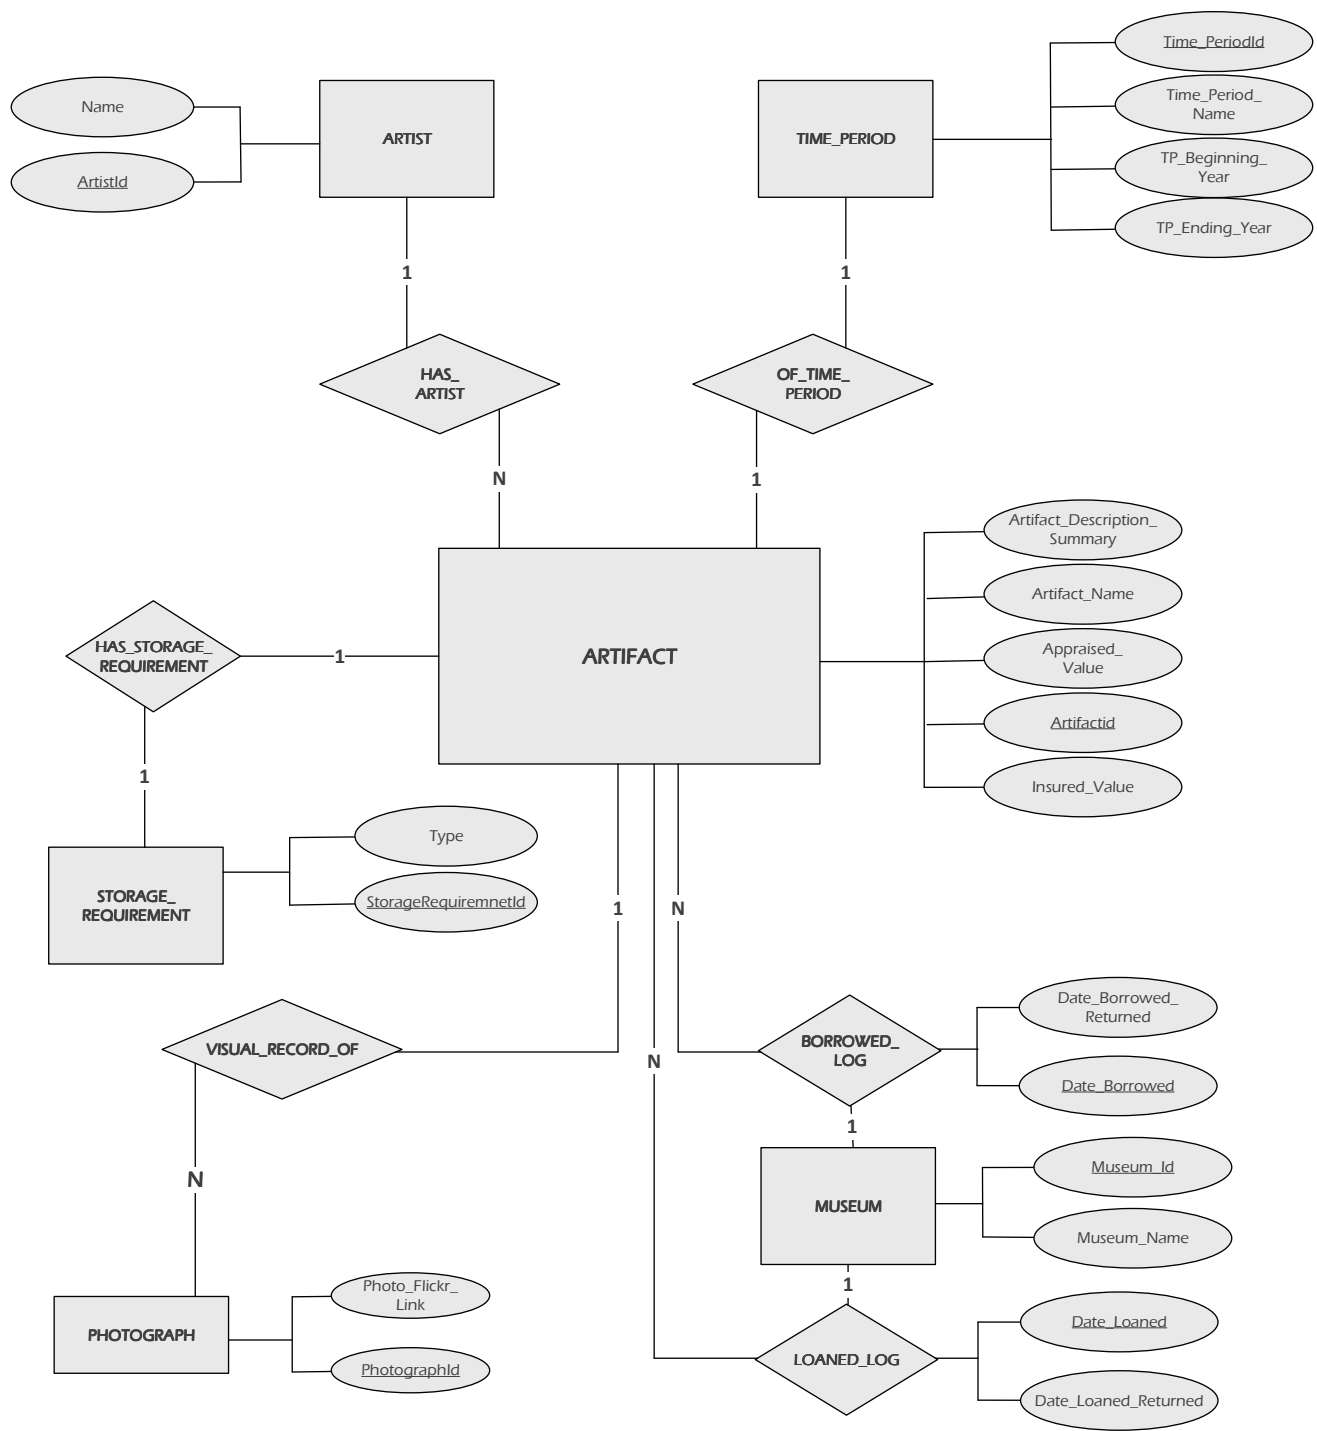 Time_PeriodId
Name
ARTIST
TIME_PERIOD
Time_Period_
Name
ArtistId
TP_Beginning_
Year
TP_Ending_Year
1
1
HAS_
ARTIST
OF_TIME_
PERIOD
N
1
Artifact_Description_
Summary
Artifact_Name
HAS_STORAGE_
REQUIREMENT
1
ARTIFACT
Appraised_
Value
Artifactid
1
Insured_Value
Type
STORAGE_
REQUIREMENT
StorageRequiremnetId
1
N
VISUAL_RECORD_OF
N
BORROWED_
LOG
Date_Borrowed_
Returned
Date_Borrowed
1
N
Museum_Id
MUSEUM
Museum_Name
1
Photo_Flickr_
Link
PHOTOGRAPH
PhotographId
LOANED_LOG
Date_Loaned
Date_Loaned_Returned